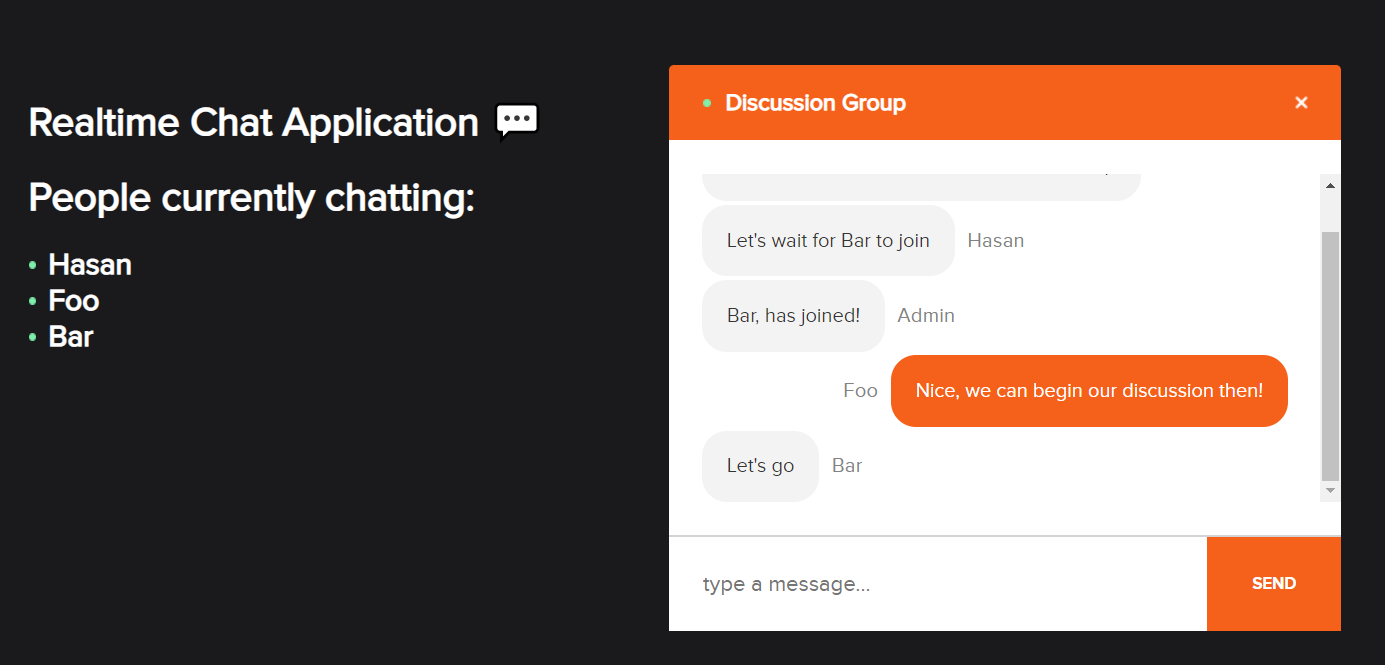 Realtime Chat Application
People currently chatting:
Hasan
Foo
Bar
Discussion Group
Let's wait for Bar to join Hasan
Bar, has joined! Admin
Foo Nice, we can begin our discussion then!
Let's go Bar
type a message...
SEND